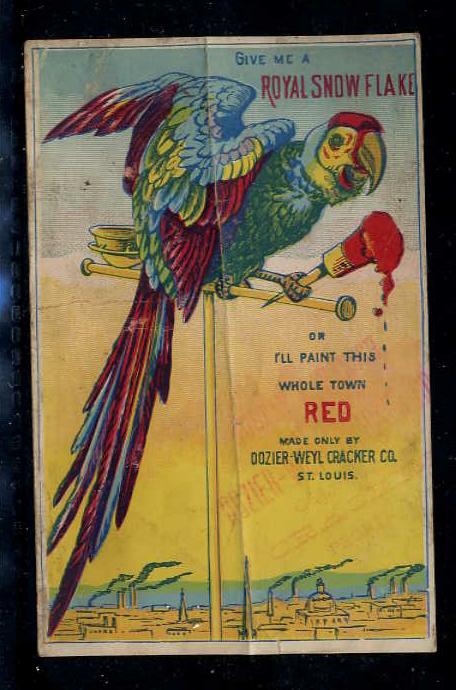 GIVE ME A
ROYAL SNOW FLAKE
OR
I'LL PAINT THIS
WHOLE TOWN
RED
MADE ONLY BY
DOZIER-WEYL CRACKER CO.
ST. LOUIS.
DOZIER-